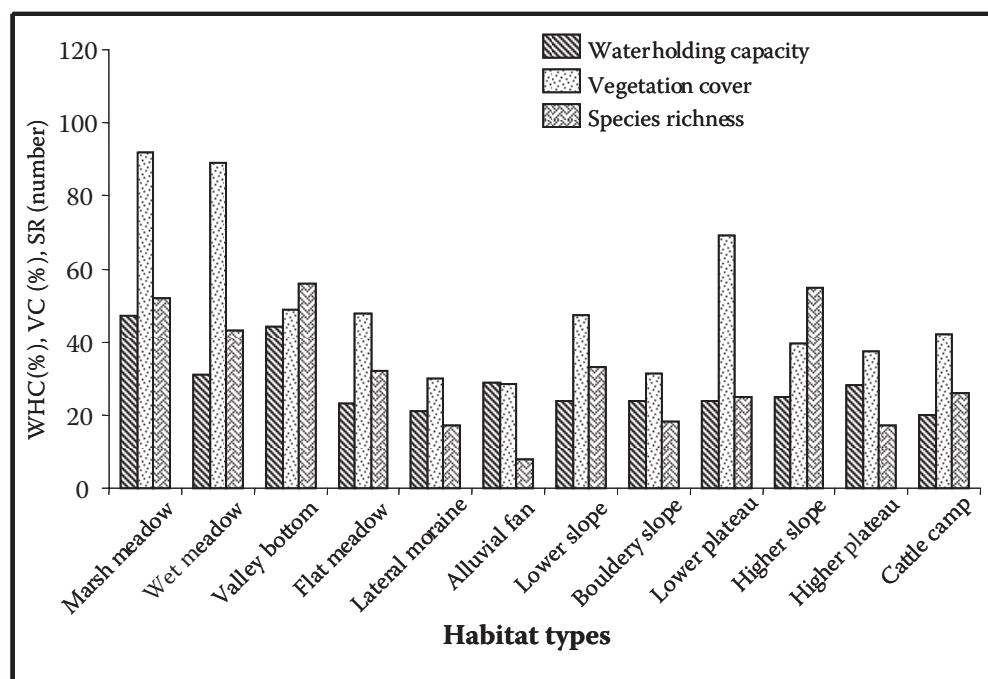 WHC(%), VC (%), SR (number)
120
100
80
60
40
20
0
Waterholding capacity
Vegetation cover
Species richness
Marsh meadow
Wet meadow
Valley bottom
Flat meadow
Lateral moraine
Alluvial fan
Lower slope
Bouldery slope
Lower plateau
Higher slope
Higher plateau
Cattle camp
Habitat types